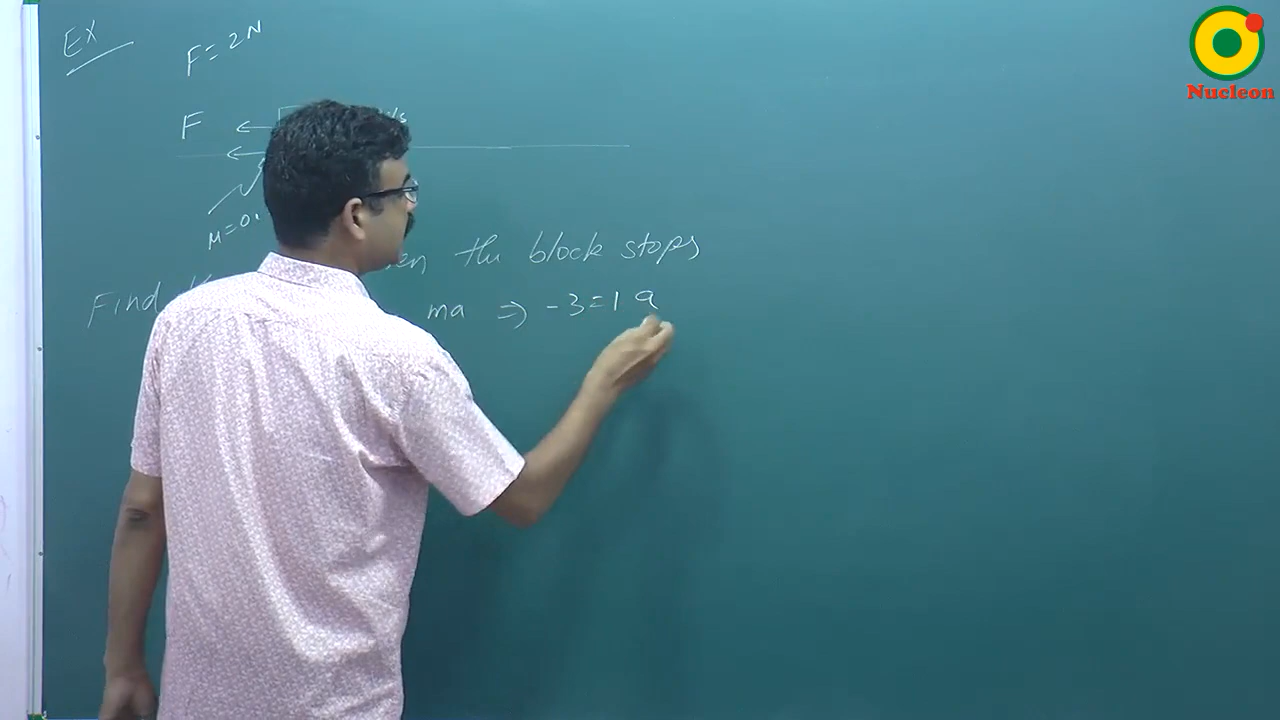 Ex
F = 2N
F
μ=0.
the block stops
Find
ma ⇒ -3 = 1 a
Nucleon